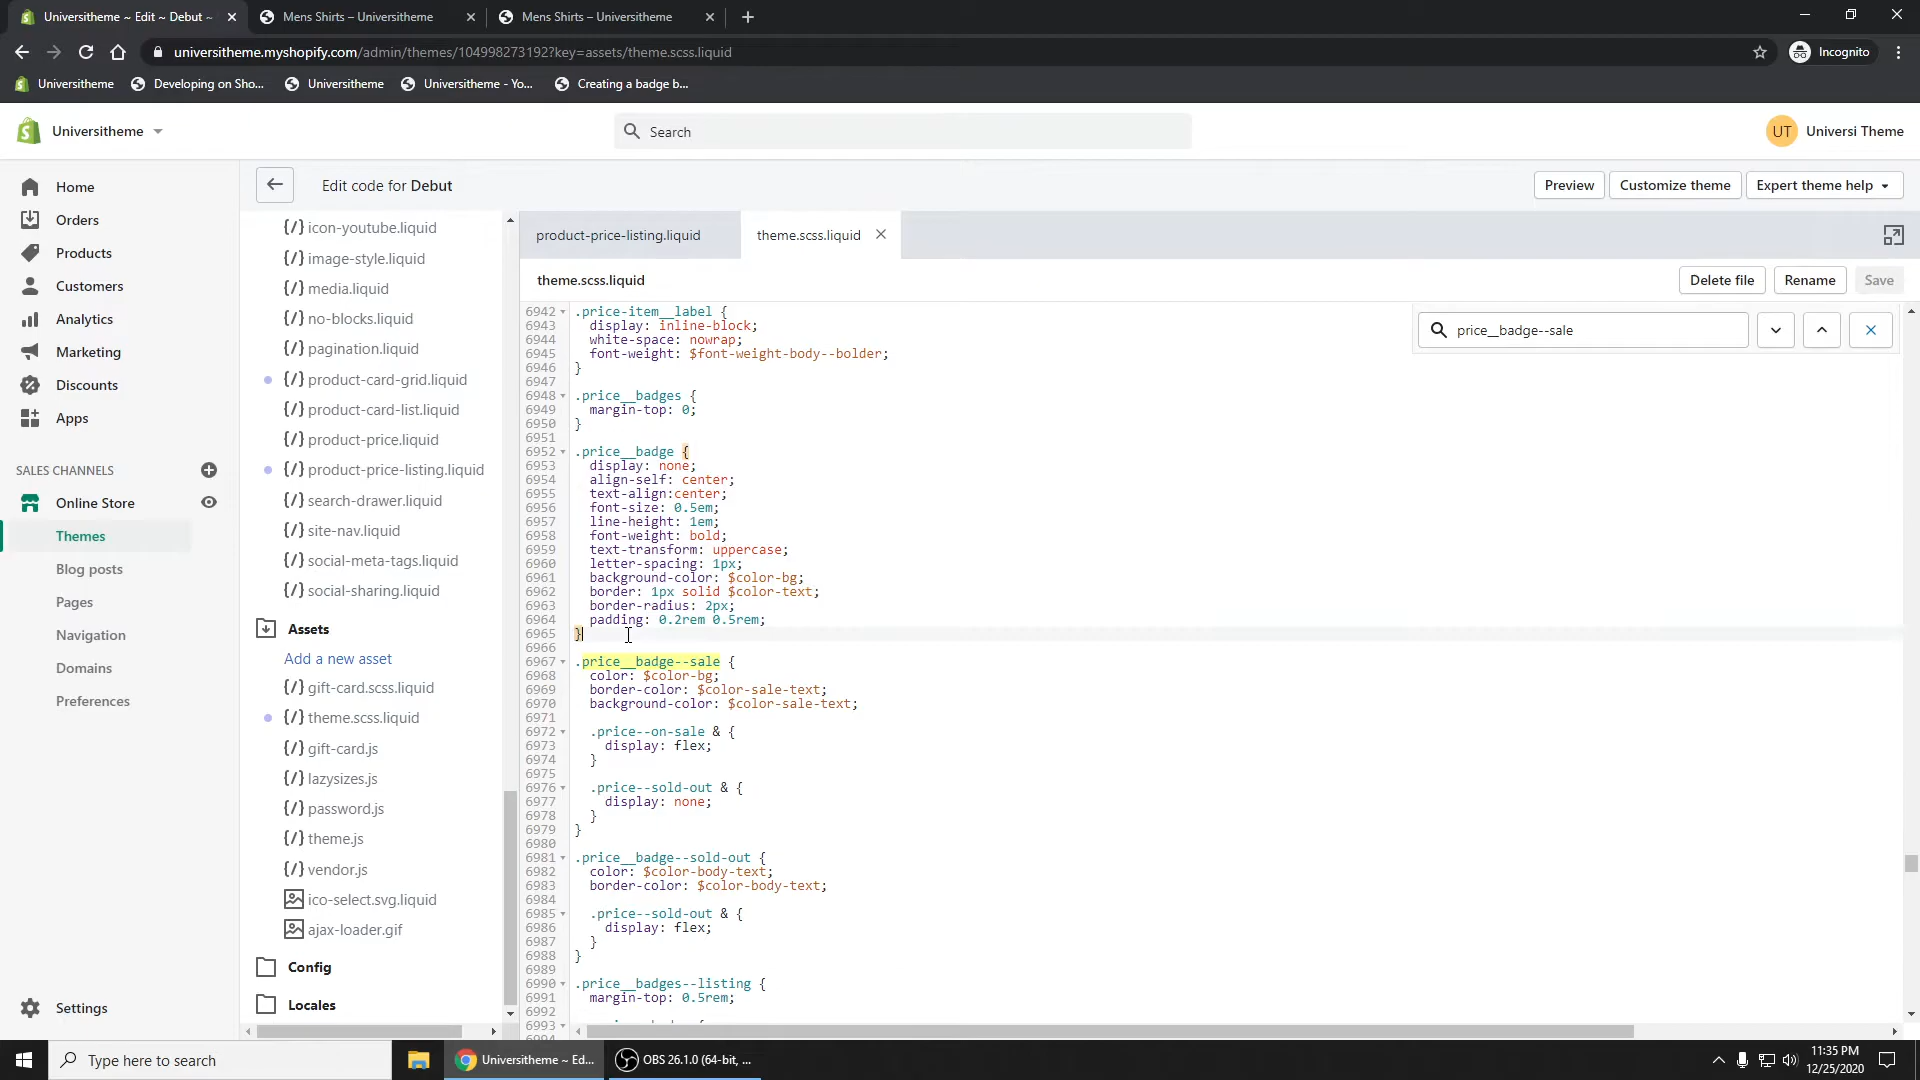 Universitheme ~ Edit ~ Debut ~
Mens Shirts – Universitheme
Mens Shirts – Universitheme
universitheme.myshopify.com/admin/themes/104998273192?key=assets/theme.scss.liquid
Incognito
Universitheme
Developing on Sho...
Universitheme
Universitheme - Yo...
Creating a badge b...
Universitheme
Search
UT
Universi Theme
Home
Orders
Products
Customers
Analytics
Marketing
Discounts
Apps
SALES CHANNELS
Online Store
Themes
Blog posts
Pages
Navigation
Domains
Preferences
Settings
Edit code for Debut
Preview
Customize theme
Expert theme help
{/} icon-youtube.liquid
{/} image-style.liquid
{/} media.liquid
{/} no-blocks.liquid
{/} pagination.liquid
{/} product-card-grid.liquid
{/} product-card-list.liquid
{/} product-price.liquid
{/} product-price-listing.liquid
{/} search-drawer.liquid
{/} site-nav.liquid
{/} social-meta-tags.liquid
{/} social-sharing.liquid
Assets
Add a new asset
{/} gift-card.scss.liquid
{/} theme.scss.liquid
{/} gift-card.js
{/} lazysizes.js
{/} password.js
{/} theme.js
{/} vendor.js
ico-select.svg.liquid
ajax-loader.gif
Config
Locales
product-price-listing.liquid
theme.scss.liquid
theme.scss.liquid
Delete file
Rename
Save
price__badge--sale
6942 .price-item__label {
6943 display: inline-block;
6944 white-space: nowrap;
6945 font-weight: $font-weight-body--bolder;
6946 }
6947
6948 .price__badges {
6949 margin-top: 0;
6950 }
6951
6952 .price__badge {
6953 display: none;
6954 align-self: center;
6955 text-align:center;
6956 font-size: 0.5em;
6957 line-height: 1em;
6958 font-weight: bold;
6959 text-transform: uppercase;
6960 letter-spacing: 1px;
6961 background-color: $color-bg;
6962 border: 1px solid $color-text;
6963 border-radius: 2px;
6964 padding: 0.2rem 0.5rem;
6965 }
6966
6967 .price__badge--sale {
6968 color: $color-bg;
6969 border-color: $color-sale-text;
6970 background-color: $color-sale-text;
6971
6972 .price--on-sale & {
6973 display: flex;
6974 }
6975
6976 .price--sold-out & {
6977 display: none;
6978 }
6979 }
6980
6981 .price__badge--sold-out {
6982 color: $color-body-text;
6983 border-color: $color-body-text;
6984
6985 .price--sold-out & {
6986 display: flex;
6987 }
6988 }
6989
6990 .price__badges--listing {
6991 margin-top: 0.5rem;
6992
6993
Type here to search
Universitheme ~ Ed...
OBS 26.1.0 (64-bit, ...
11:35 PM
12/25/2020